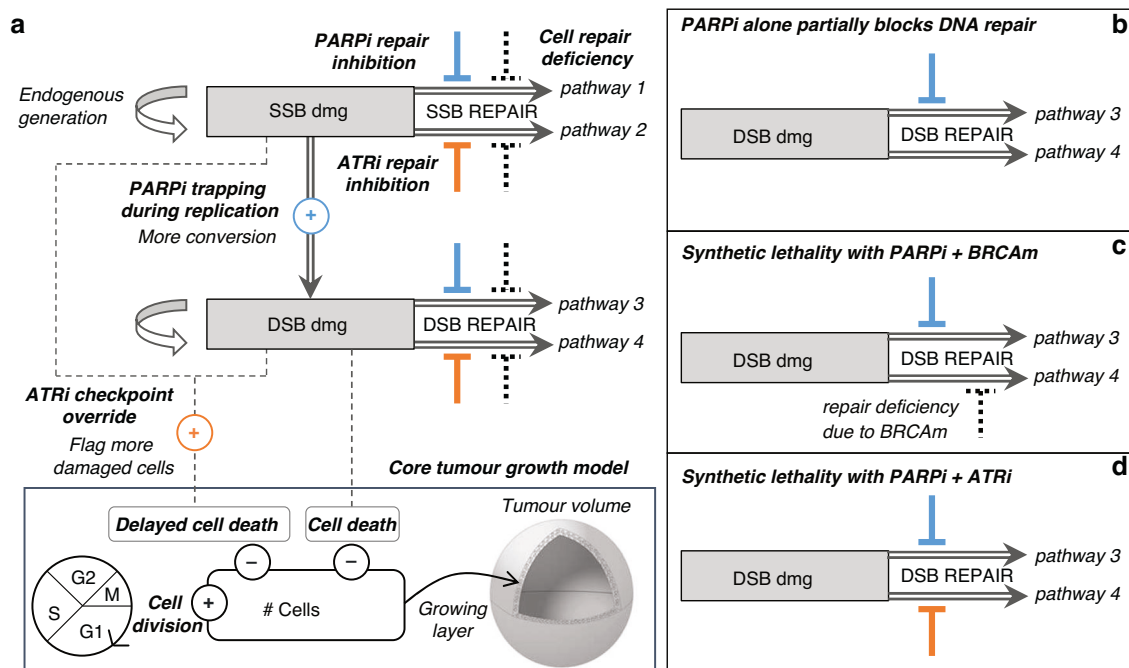 a
PARPi repair
inhibition
Cell repair
deficiency
Endogenous
generation
SSB dmg
SSB REPAIR
pathway 1
pathway 2
ATRi repair
inhibition
PARPi trapping
during replication
More conversion
+
DSB dmg
DSB REPAIR
pathway 3
pathway 4
ATRi checkpoint
override
+
Flag more
damaged cells
Core tumour growth model
Delayed cell death
Cell death
Tumour volume
G2
M
S
G1
Cell
division
+
−
−
# Cells
Growing
layer
b
PARPi alone partially blocks DNA repair
DSB dmg
DSB REPAIR
pathway 3
pathway 4
c
Synthetic lethality with PARPi + BRCAm
DSB dmg
DSB REPAIR
pathway 3
pathway 4
repair deficiency
due to BRCAm
d
Synthetic lethality with PARPi + ATRi
DSB dmg
DSB REPAIR
pathway 3
pathway 4